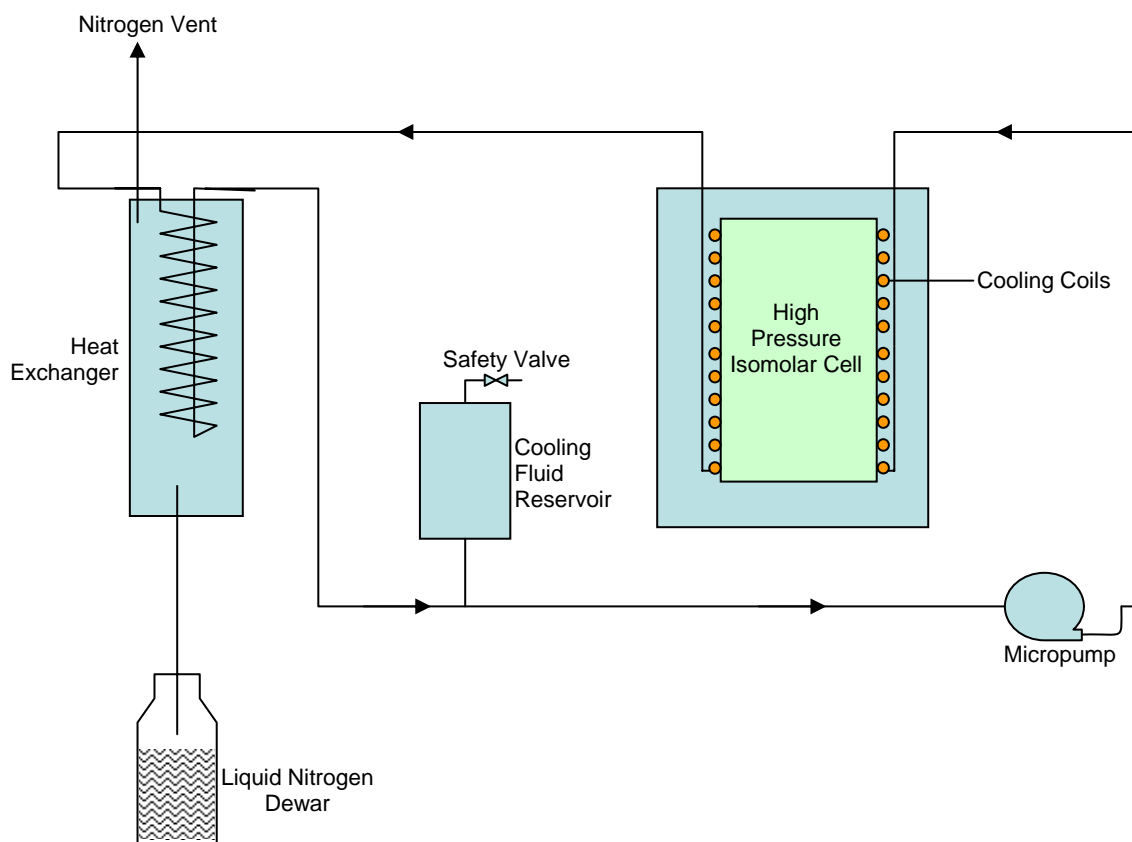 Nitrogen Vent
Heat
Exchanger
Safety Valve
Cooling
Fluid
Reservoir
High
Pressure
Isomolar Cell
Cooling Coils
Micropump
Liquid Nitrogen
Dewar